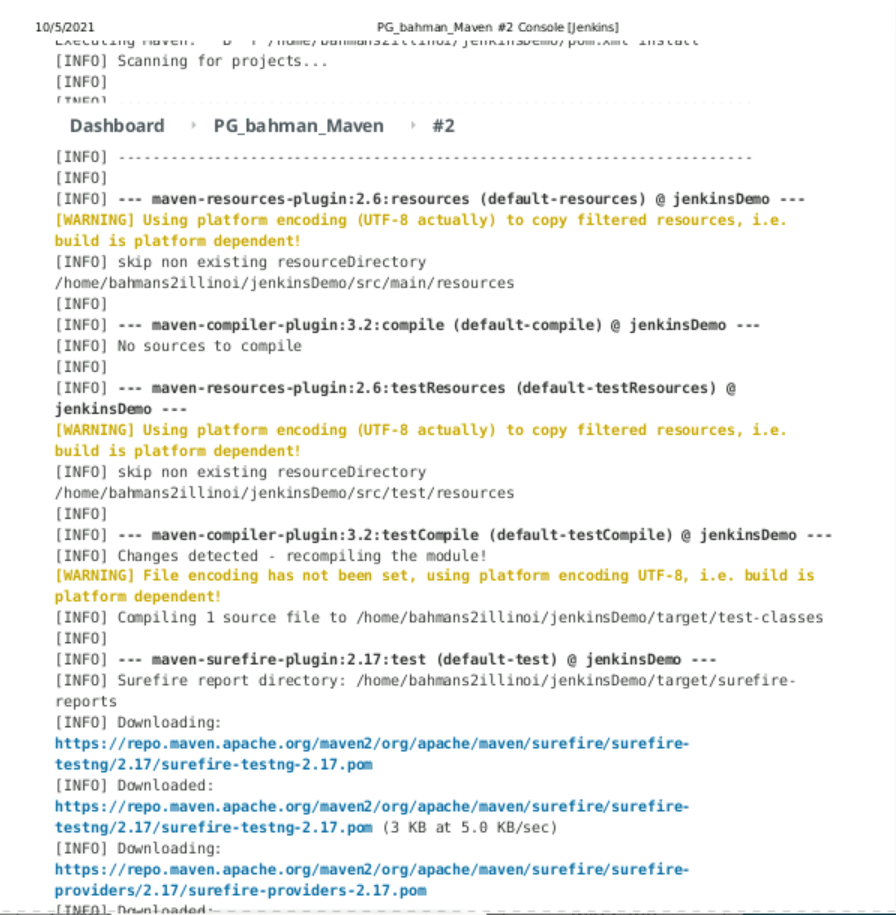 10/5/2021 PG_bahman_Maven #2 Console [Jenkins]
Executing Maven: -B -f /home/bahmans2illinoi/jenkinsDemo/pom.xml install
[INFO] Scanning for projects...
[INFO]
[INFO]
Dashboard PG_bahman_Maven #2
[INFO] ------------------------------------------------------------------------
[INFO]
[INFO] --- maven-resources-plugin:2.6:resources (default-resources) @ jenkinsDemo ---
[WARNING] Using platform encoding (UTF-8 actually) to copy filtered resources, i.e.
build is platform dependent!
[INFO] skip non existing resourceDirectory
/home/bahmans2illinoi/jenkinsDemo/src/main/resources
[INFO]
[INFO] --- maven-compiler-plugin:3.2:compile (default-compile) @ jenkinsDemo ---
[INFO] No sources to compile
[INFO]
[INFO] --- maven-resources-plugin:2.6:testResources (default-testResources) @
jenkinsDemo ---
[WARNING] Using platform encoding (UTF-8 actually) to copy filtered resources, i.e.
build is platform dependent!
[INFO] skip non existing resourceDirectory
/home/bahmans2illinoi/jenkinsDemo/src/test/resources
[INFO]
[INFO] --- maven-compiler-plugin:3.2:testCompile (default-testCompile) @ jenkinsDemo ---
[INFO] Changes detected - recompiling the module!
[WARNING] File encoding has not been set, using platform encoding UTF-8, i.e. build is
platform dependent!
[INFO] Compiling 1 source file to /home/bahmans2illinoi/jenkinsDemo/target/test-classes
[INFO]
[INFO] --- maven-surefire-plugin:2.17:test (default-test) @ jenkinsDemo ---
[INFO] Surefire report directory: /home/bahmans2illinoi/jenkinsDemo/target/surefire-
reports
[INFO] Downloading:
https://repo.maven.apache.org/maven2/org/apache/maven/surefire/surefire-
testng/2.17/surefire-testng-2.17.pom
[INFO] Downloaded:
https://repo.maven.apache.org/maven2/org/apache/maven/surefire/surefire-
testng/2.17/surefire-testng-2.17.pom (3 KB at 5.0 KB/sec)
[INFO] Downloading:
https://repo.maven.apache.org/maven2/org/apache/maven/surefire/surefire-
providers/2.17/surefire-providers-2.17.pom
[INFO] Downloaded: